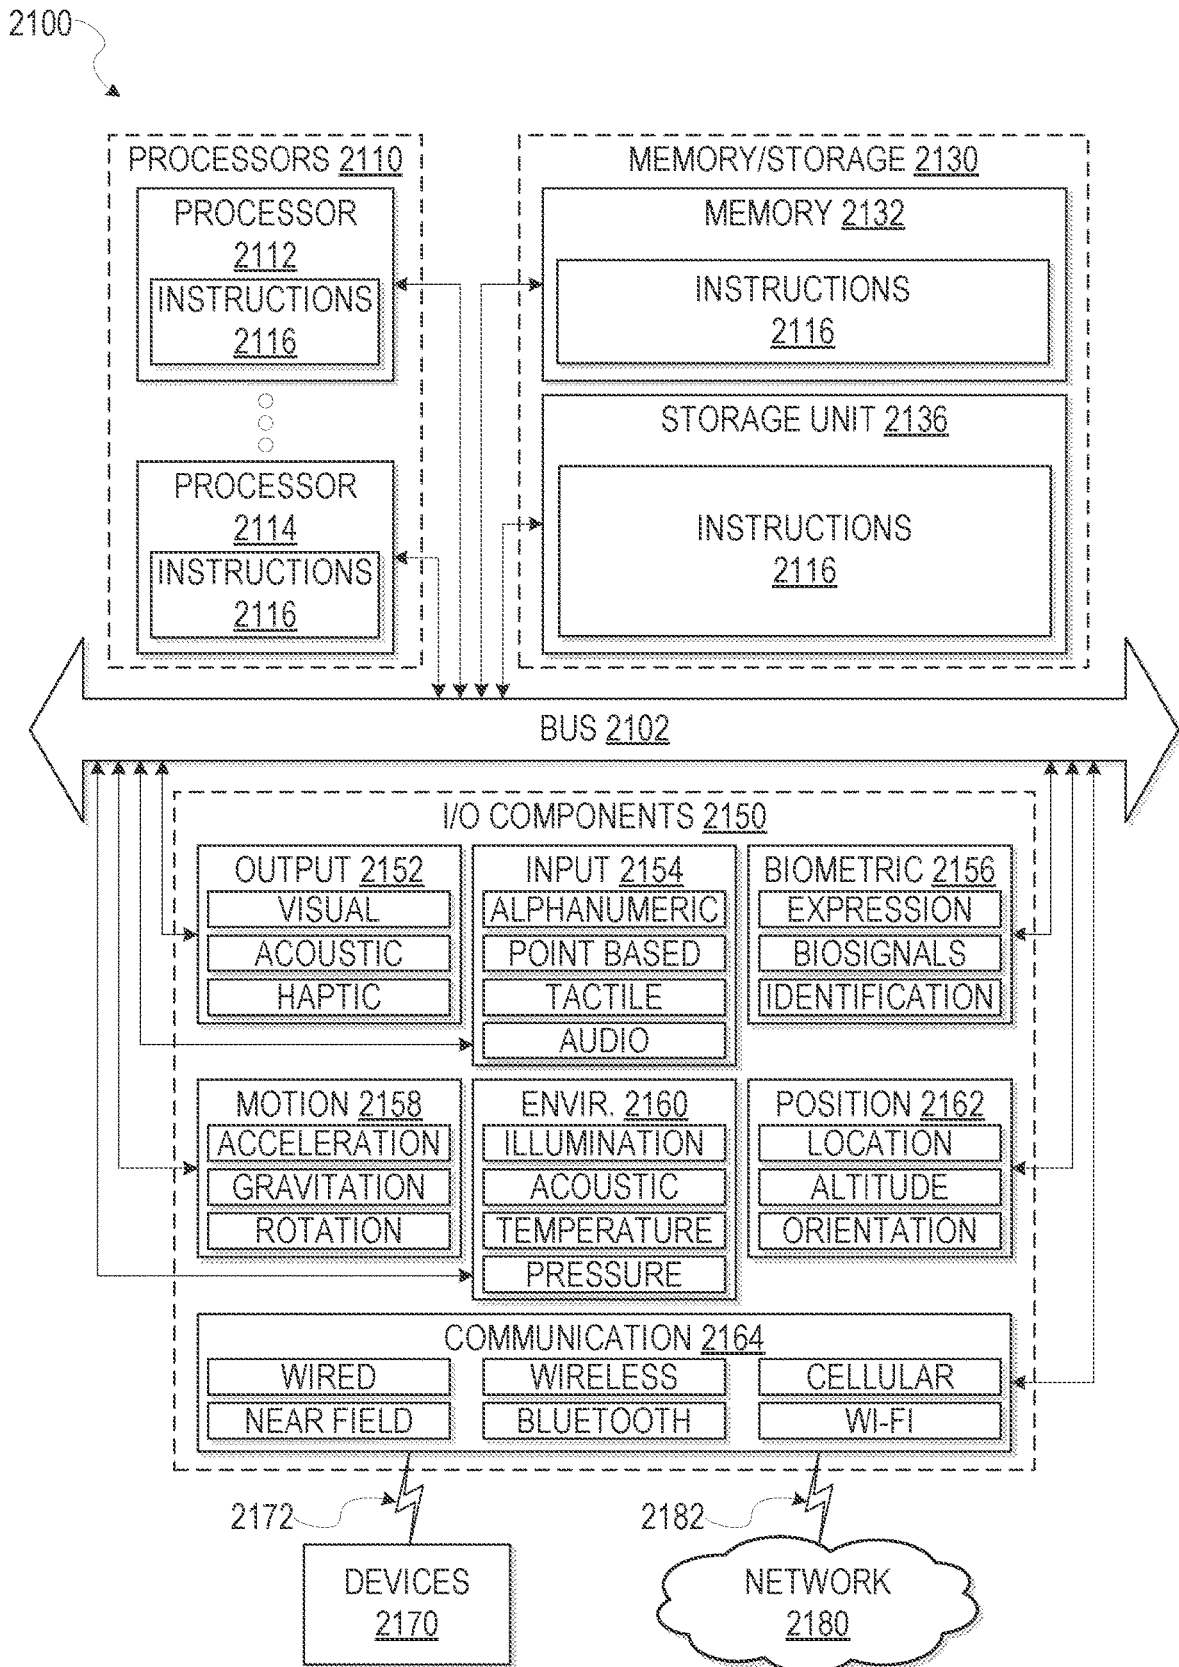 2100
PROCESSORS 2110
PROCESSOR
2112
INSTRUCTIONS
2116
PROCESSOR
2114
INSTRUCTIONS
2116
MEMORY/STORAGE 2130
MEMORY 2132
INSTRUCTIONS
2116
STORAGE UNIT 2136
INSTRUCTIONS
2116
BUS 2102
I/O COMPONENTS 2150
OUTPUT 2152
VISUAL
ACOUSTIC
HAPTIC
INPUT 2154
ALPHANUMERIC
POINT BASED
TACTILE
AUDIO
BIOMETRIC 2156
EXPRESSION
BIOSIGNALS
IDENTIFICATION
MOTION 2158
ACCELERATION
GRAVITATION
ROTATION
ENVIR. 2160
ILLUMINATION
ACOUSTIC
TEMPERATURE
PRESSURE
POSITION 2162
LOCATION
ALTITUDE
ORIENTATION
COMMUNICATION 2164
WIRED
WIRELESS
CELLULAR
NEAR FIELD
BLUETOOTH
WI-FI
2172
2182
DEVICES
2170
NETWORK
2180